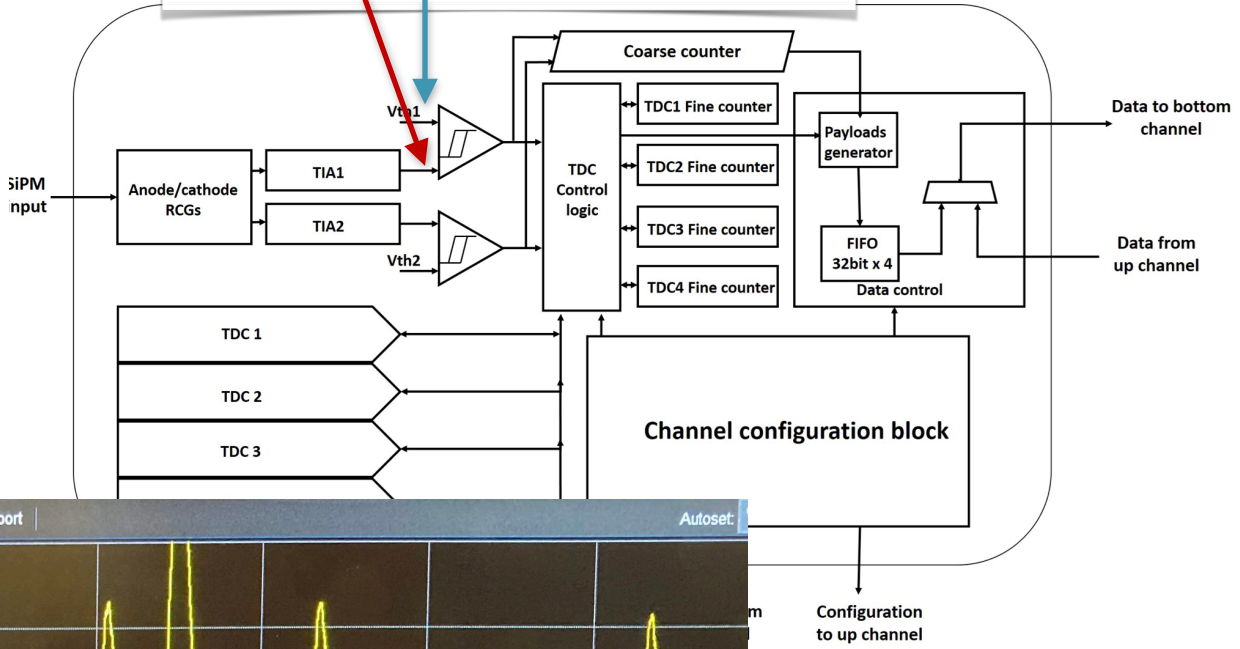 Coarse counter
Vth1
TDC1 Fine counter
Data to bottom
channel
Payloads
generator
SiPM
input
Anode/cathode
RCGs
TIA1
TIA2
TDC
Control
logic
TDC2 Fine counter
TDC3 Fine counter
TDC4 Fine counter
Vth2
FIFO
32bit x 4
Data control
Data from
up channel
TDC 1
TDC 2
TDC 3
Channel configuration block
port
Autoset:
m
Configuration
to up channel